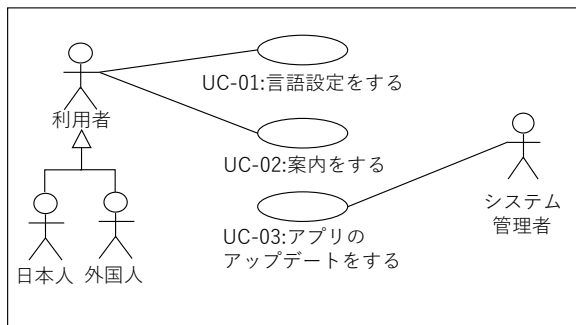 UC-01:言語設定をする
利用者
UC-02:案内をする
システム
管理者
UC-03:アプリの
アップデートをする
日本人
外国人